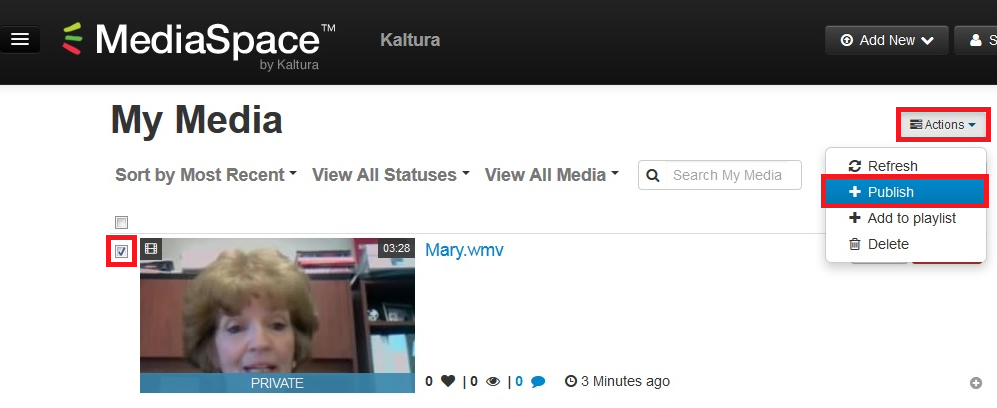 MediaSpace™
by Kaltura
Kaltura
Add New
S
My Media
Actions
Refresh
Publish
Add to playlist
Delete
Sort by Most Recent
View All Statuses
View All Media
Search My Media
03:28
Mary.wmv
PRIVATE
0 | 0 | 0 3 Minutes ago